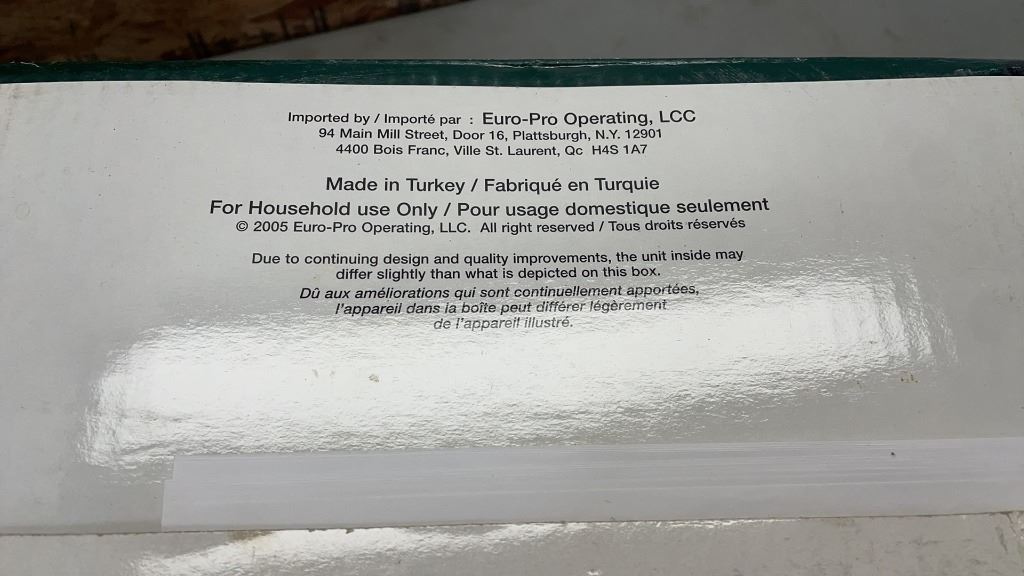 Imported by / Importé par : Euro-Pro Operating, LCC
94 Main Mill Street, Door 16, Plattsburgh, N.Y. 12901
4400 Bois Franc, Ville St. Laurent, Qc H4S 1A7
Made in Turkey / Fabriqué en Turquie
For Household use Only / Pour usage domestique seulement
© 2005 Euro-Pro Operating, LLC. All right reserved / Tous droits réservés
Due to continuing design and quality improvements, the unit inside may
differ slightly than what is depicted on this box.
Dû aux améliorations qui sont continuellement apportées,
l'appareil dans la boîte peut différer légèrement
de l'appareil illustré.